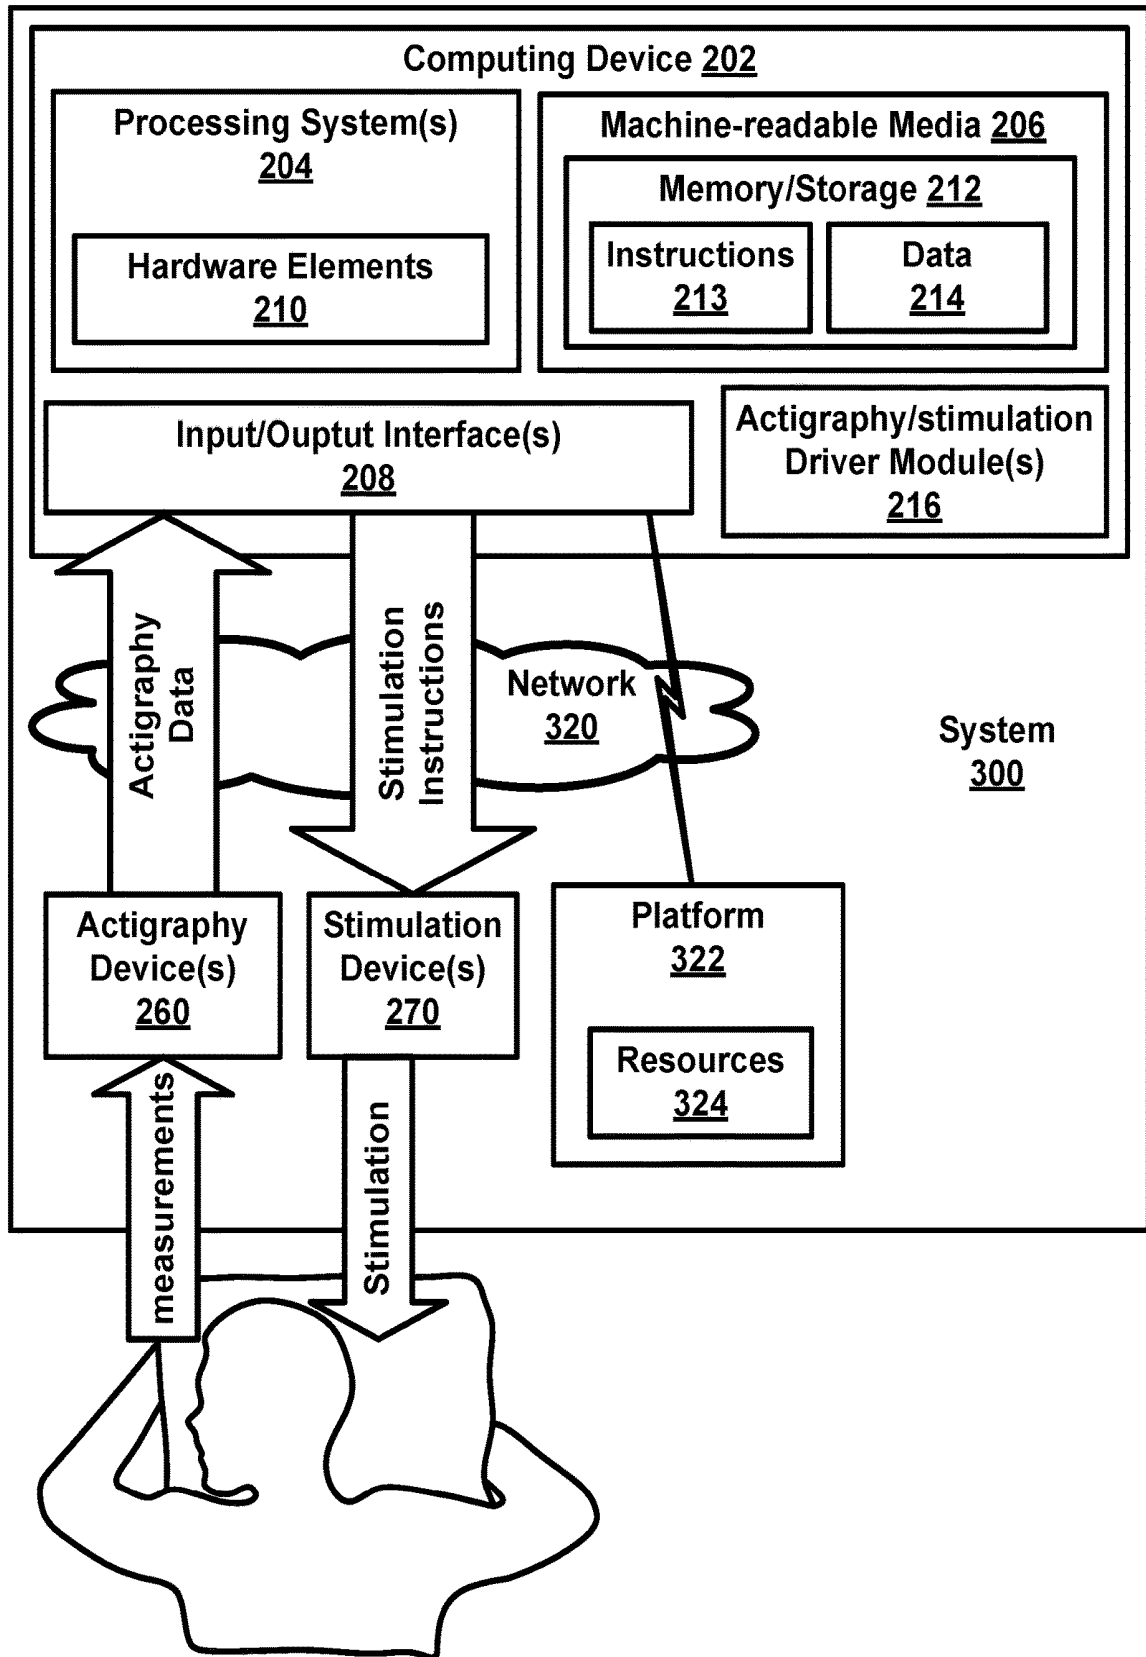 Computing Device 202
Processing System(s)
204
Hardware Elements
210
Machine-readable Media 206
Memory/Storage 212
Instructions
213
Data
214
Input/Ouptut Interface(s)
208
Actigraphy/stimulation
Driver Module(s)
216
Actigraphy
Data
Stimulation
Instructions
Network
320
System
300
Actigraphy
Device(s)
260
Stimulation
Device(s)
270
Platform
322
Resources
324
measurements
Stimulation